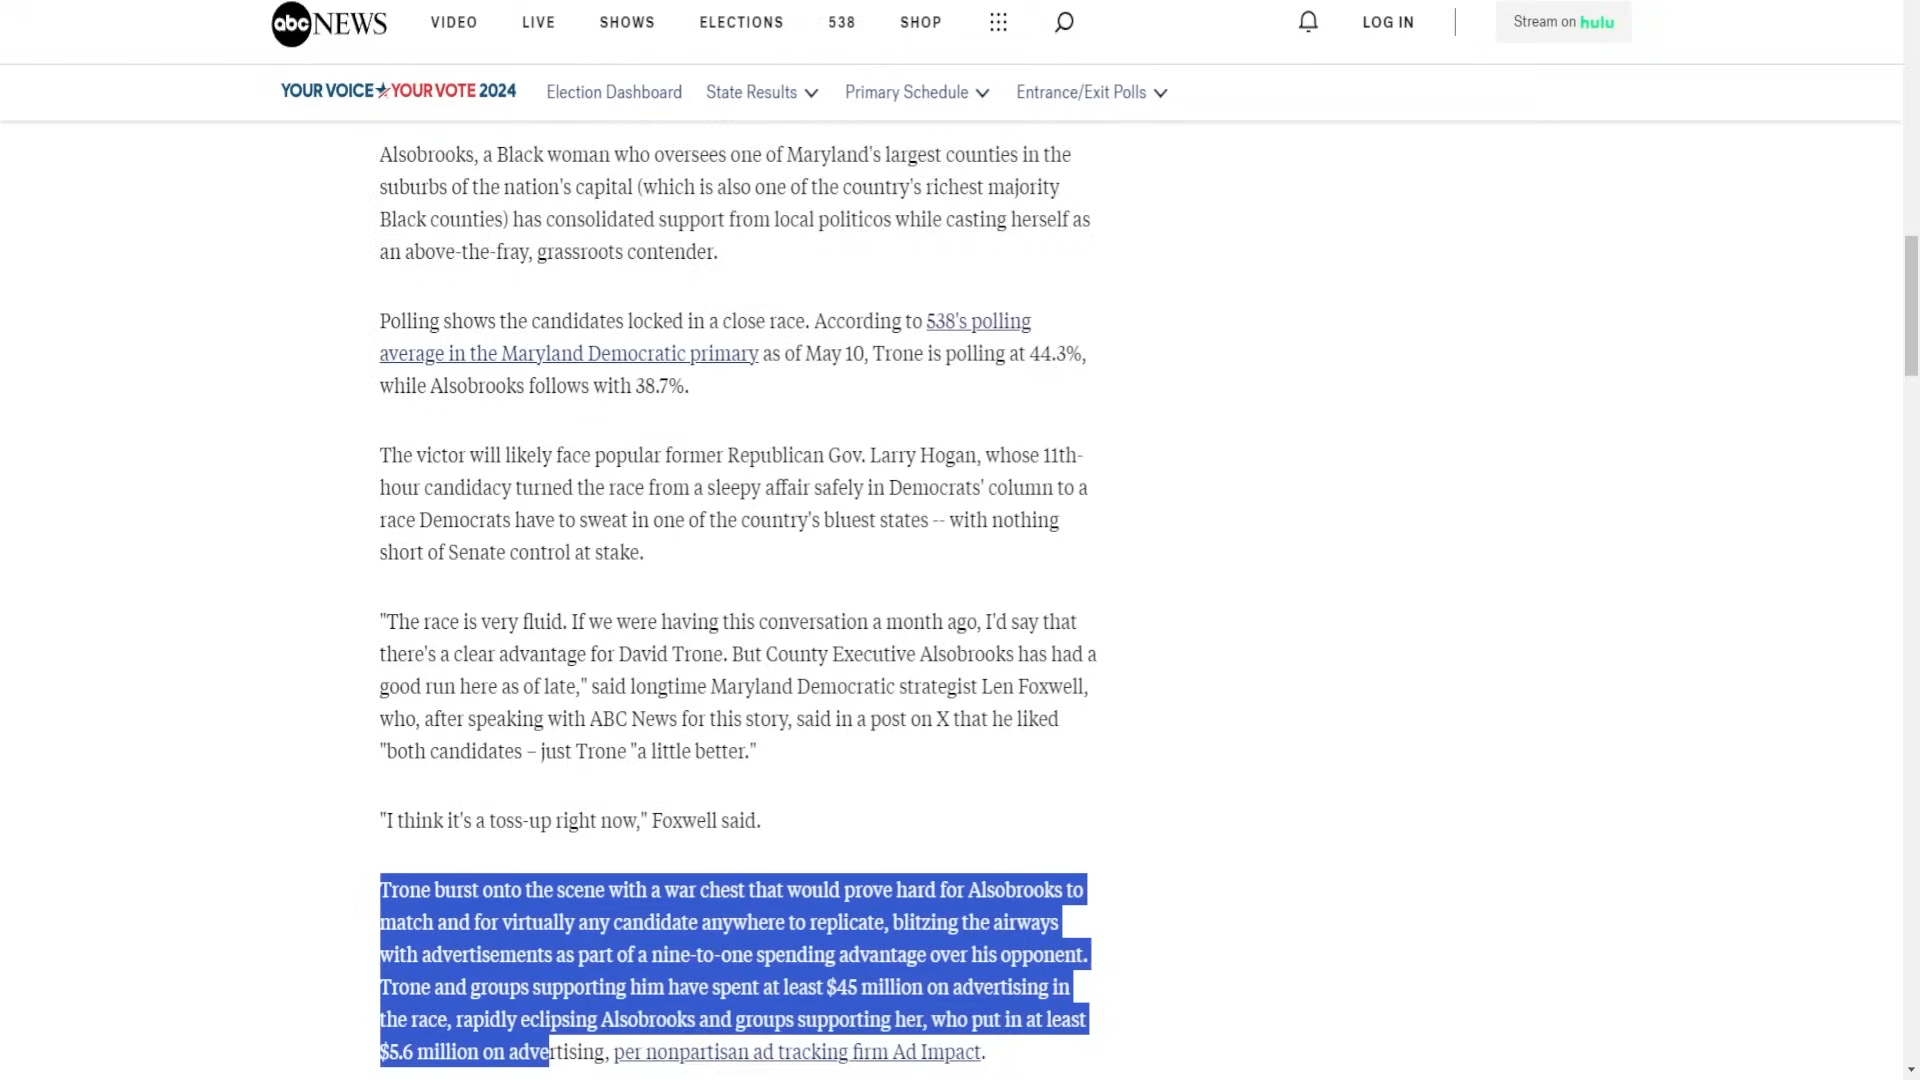 abc NEWS VIDEO LIVE SHOWS ELECTIONS 538 SHOP LOG IN Stream on hulu
YOUR VOICE YOUR VOTE 2024 Election Dashboard State Results Primary Schedule Entrance/Exit Polls
Alsobrooks, a Black woman who oversees one of Maryland's largest counties in the
suburbs of the nation's capital (which is also one of the country's richest majority
Black counties) has consolidated support from local politicos while casting herself as
an above-the-fray, grassroots contender.
Polling shows the candidates locked in a close race. According to 538's polling
average in the Maryland Democratic primary as of May 10, Trone is polling at 44.3%,
while Alsobrooks follows with 38.7%.
The victor will likely face popular former Republican Gov. Larry Hogan, whose 11th-
hour candidacy turned the race from a sleepy affair safely in Democrats' column to a
race Democrats have to sweat in one of the country's bluest states -- with nothing
short of Senate control at stake.
"The race is very fluid. If we were having this conversation a month ago, I'd say that
there's a clear advantage for David Trone. But County Executive Alsobrooks has had a
good run here as of late," said longtime Maryland Democratic strategist Len Foxwell,
who, after speaking with ABC News for this story, said in a post on X that he liked
"both candidates – just Trone "a little better."
"I think it's a toss-up right now," Foxwell said.
Trone burst onto the scene with a war chest that would prove hard for Alsobrooks to
match and for virtually any candidate anywhere to replicate, blitzing the airways
with advertisements as part of a nine-to-one spending advantage over his opponent.
Trone and groups supporting him have spent at least $45 million on advertising in
the race, rapidly eclipsing Alsobrooks and groups supporting her, who put in at least
$5.6 million on advertising, per nonpartisan ad tracking firm Ad Impact.